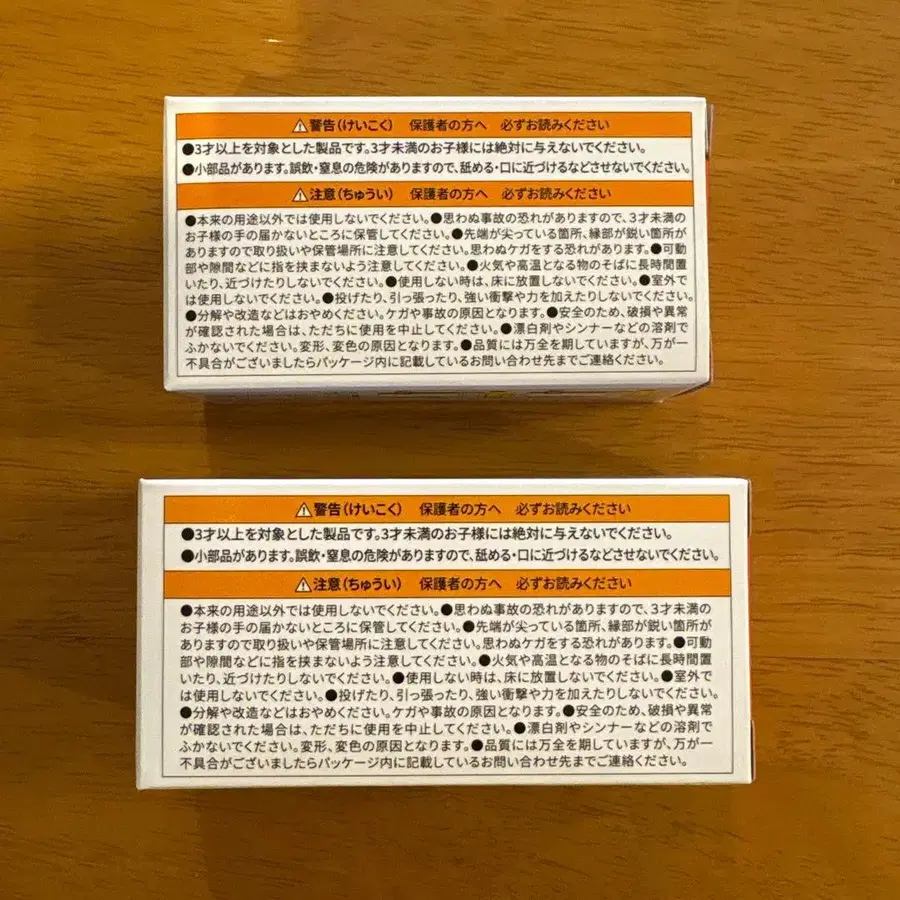 ⚠警告（けいこく）　保護者の方へ　必ずお読みください
●3才以上を対象とした製品です。3才未満のお子様には絶対に与えないでください。
●小部品があります。誤飲・窒息の危険がありますので、舐める・口に近づけるなどさせないでください。
⚠注意（ちゅうい）　保護者の方へ　必ずお読みください
●本来の用途以外では使用しないでください。●思わぬ事故の恐れがありますので、3才未満の
お子様の手の届かないところに保管してください。●先端が尖っている箇所、縁部が鋭い箇所が
ありますので取り扱いや保管場所に注意してください。思わぬケガをする恐れがあります。●可動
部や隙間などに指を挟まないよう注意してください。●火気や高温となる物のそばに長時間置
いたり、近づけたりしないでください。●使用しない時は、床に放置しないでください。●室外で
は使用しないでください。●投げたり、引っ張ったり、強い衝撃や力を加えたりしないでください。
●分解や改造などはおやめください。ケガや事故の原因となります。●安全のため、破損や異常
が確認された場合は、ただちに使用を中止してください。●漂白剤やシンナーなどの溶剤で
ふかないでください。変形、変色の原因となります。●品質には万全を期していますが、万が一
不具合がございましたらパッケージ内に記載しているお問い合わせ先までご連絡ください。
⚠警告（けいこく）　保護者の方へ　必ずお読みください
●3才以上を対象とした製品です。3才未満のお子様には絶対に与えないでください。
●小部品があります。誤飲・窒息の危険がありますので、舐める・口に近づけるなどさせないでください。
⚠注意（ちゅうい）　保護者の方へ　必ずお読みください
●本来の用途以外では使用しないでください。●思わぬ事故の恐れがありますので、3才未満の
お子様の手の届かないところに保管してください。●先端が尖っている箇所、縁部が鋭い箇所が
ありますので取り扱いや保管場所に注意してください。思わぬケガをする恐れがあります。●可動
部や隙間などに指を挟まないよう注意してください。●火気や高温となる物のそばに長時間置
いたり、近づけたりしないでください。●使用しない時は、床に放置しないでください。●室外で
は使用しないでください。●投げたり、引っ張ったり、強い衝撃や力を加えたりしないでください。
●分解や改造などはおやめください。ケガや事故の原因となります。●安全のため、破損や異常
が確認された場合は、ただちに使用を中止してください。●漂白剤やシンナーなどの溶剤で
ふかないでください。変形、変色の原因となります。●品質には万全を期していますが、万が一
不具合がございましたらパッケージ内に記載しているお問い合わせ先までご連絡ください。